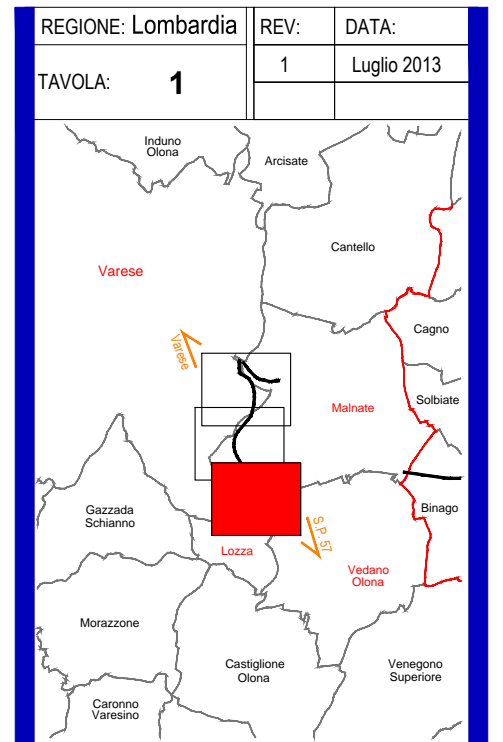 REGIONE: Lombardia REV: DATA:
TAVOLA: 1 1 Luglio 2013
Induno
Olona
Arcisate
Cantello
Varese
Cagno
Varese
Solbiate
Malnate
Binago
Gazzada
Schianno
S.P. 57
Lozza
Vedano
Olona
Morazzone
Castiglione
Olona
Venegono
Superiore
Caronno
Varesino